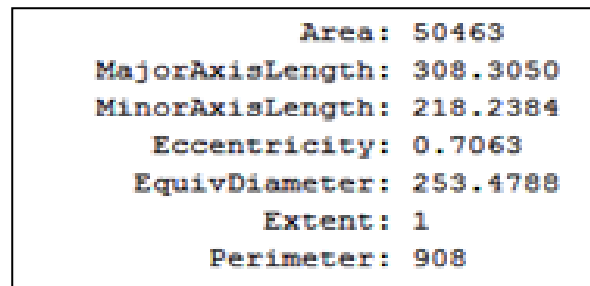 Area: 50463
MajorAxisLength: 308.3050
MinorAxisLength: 218.2384
Eccentricity: 0.7063
EquivDiameter: 253.4788
Extent: 1
Perimeter: 908